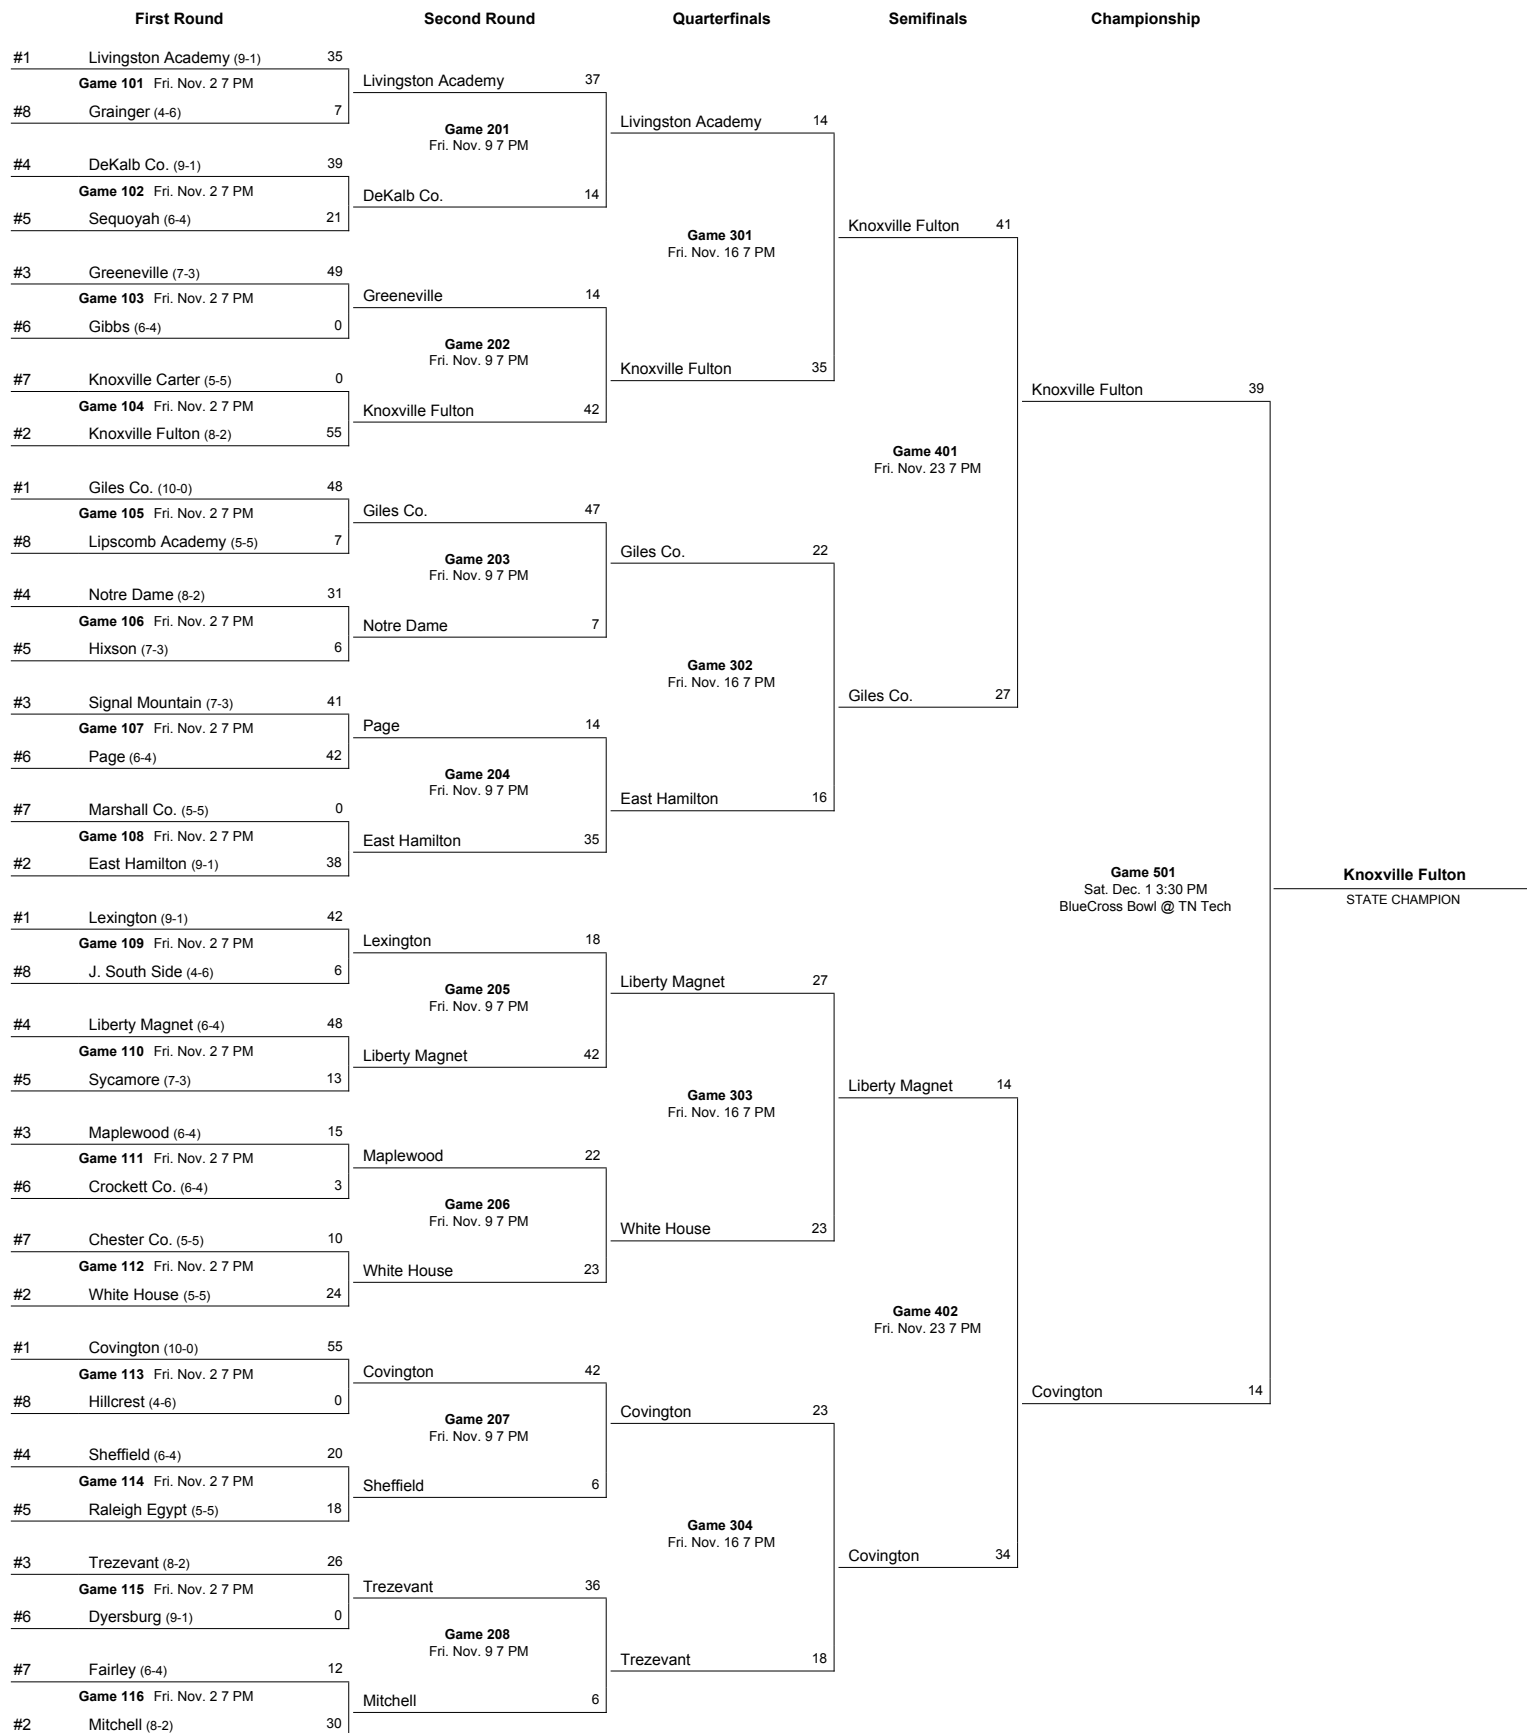 First Round Second Round Quarterfinals Semifinals Championship
#1 Livingston Academy (9-1) 35
Game 101 Fri. Nov. 2 7 PM
#8 Grainger (4-6) 7
#4 DeKalb Co. (9-1) 39
Game 102 Fri. Nov. 2 7 PM
#5 Sequoyah (6-4) 21
#3 Greeneville (7-3) 49
Game 103 Fri. Nov. 2 7 PM
#6 Gibbs (6-4) 0
#7 Knoxville Carter (5-5) 0
Game 104 Fri. Nov. 2 7 PM
#2 Knoxville Fulton (8-2) 55
#1 Giles Co. (10-0) 48
Game 105 Fri. Nov. 2 7 PM
#8 Lipscomb Academy (5-5) 7
#4 Notre Dame (8-2) 31
Game 106 Fri. Nov. 2 7 PM
#5 Hixson (7-3) 6
#3 Signal Mountain (7-3) 41
Game 107 Fri. Nov. 2 7 PM
#6 Page (6-4) 42
#7 Marshall Co. (5-5) 0
Game 108 Fri. Nov. 2 7 PM
#2 East Hamilton (9-1) 38
#1 Lexington (9-1) 42
Game 109 Fri. Nov. 2 7 PM
#8 J. South Side (4-6) 6
#4 Liberty Magnet (6-4) 48
Game 110 Fri. Nov. 2 7 PM
#5 Sycamore (7-3) 13
#3 Maplewood (6-4) 15
Game 111 Fri. Nov. 2 7 PM
#6 Crockett Co. (6-4) 3
#7 Chester Co. (5-5) 10
Game 112 Fri. Nov. 2 7 PM
#2 White House (5-5) 24
#1 Covington (10-0) 55
Game 113 Fri. Nov. 2 7 PM
#8 Hillcrest (4-6) 0
#4 Sheffield (6-4) 20
Game 114 Fri. Nov. 2 7 PM
#5 Raleigh Egypt (5-5) 18
#3 Trezevant (8-2) 26
Game 115 Fri. Nov. 2 7 PM
#6 Dyersburg (9-1) 0
#7 Fairley (6-4) 12
Game 116 Fri. Nov. 2 7 PM
#2 Mitchell (8-2) 30
Livingston Academy 37
Game 201
Fri. Nov. 9 7 PM
DeKalb Co. 14
Greeneville 14
Game 202
Fri. Nov. 9 7 PM
Knoxville Fulton 42
Giles Co. 47
Game 203
Fri. Nov. 9 7 PM
Notre Dame 7
Page 14
Game 204
Fri. Nov. 9 7 PM
East Hamilton 35
Lexington 18
Game 205
Fri. Nov. 9 7 PM
Liberty Magnet 42
Maplewood 22
Game 206
Fri. Nov. 9 7 PM
White House 23
Covington 42
Game 207
Fri. Nov. 9 7 PM
Sheffield 6
Trezevant 36
Game 208
Fri. Nov. 9 7 PM
Mitchell 6
Livingston Academy 14
Game 301
Fri. Nov. 16 7 PM
Knoxville Fulton 35
Giles Co. 22
Game 302
Fri. Nov. 16 7 PM
East Hamilton 16
Liberty Magnet 27
Game 303
Fri. Nov. 16 7 PM
White House 23
Covington 23
Game 304
Fri. Nov. 16 7 PM
Trezevant 18
Knoxville Fulton 41
Game 401
Fri. Nov. 23 7 PM
Giles Co. 27
Liberty Magnet 14
Game 402
Fri. Nov. 23 7 PM
Covington 34
Knoxville Fulton 39
Game 501
Sat. Dec. 1 3:30 PM
BlueCross Bowl @ TN Tech
Covington 14
Knoxville Fulton
STATE CHAMPION